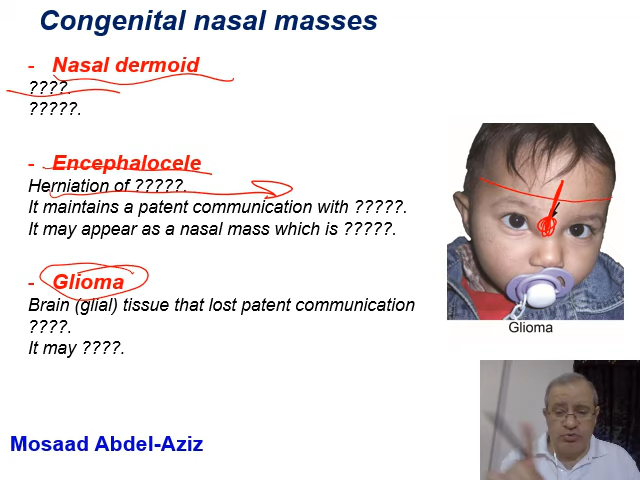 Congenital nasal masses
- Nasal dermoid
????.
?????.
- Encephalocele
Herniation of ?????.
It maintains a patent communication with ?????.
It may appear as a nasal mass which is ?????.
- Glioma
Brain (glial) tissue that lost patent communication
????.
It may ????.
Glioma
Mosaad Abdel-Aziz